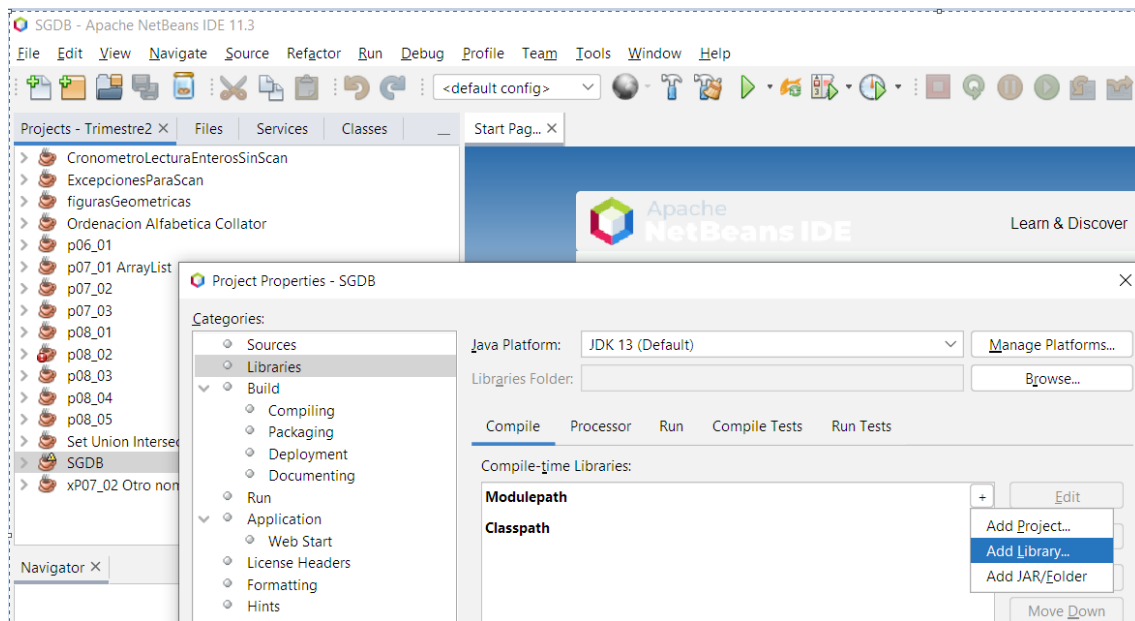 SGDB - Apache NetBeans IDE 11.3
File Edit View Navigate Source Refactor Run Debug Profile Team Tools Window Help
<default config>
Projects - Trimestre2 Files Services Classes Start Pag...
CronometroLecturaEnterosSinScan
ExcepcionesParaScan
figurasGeometricas
Ordenacion Alfabetica Collator
p06_01
p07_01 ArrayList
p07_02
p07_03
p08_01
p08_02
p08_03
p08_04
p08_05
Set Union Intersec
SGDB
xP07_02 Otro nom
Navigator
Apache
NetBeans IDE
Learn & Discover
Project Properties - SGDB
Categories:
Sources
Libraries
Build
Compiling
Packaging
Deployment
Documenting
Run
Application
Web Start
License Headers
Formatting
Hints
Java Platform: JDK 13 (Default) Manage Platforms...
Libraries Folder: Browse...
Compile Processor Run Compile Tests Run Tests
Compile-time Libraries:
Modulepath + Edit
Classpath
Add Project...
Add Library...
Add JAR/Folder
Move Down